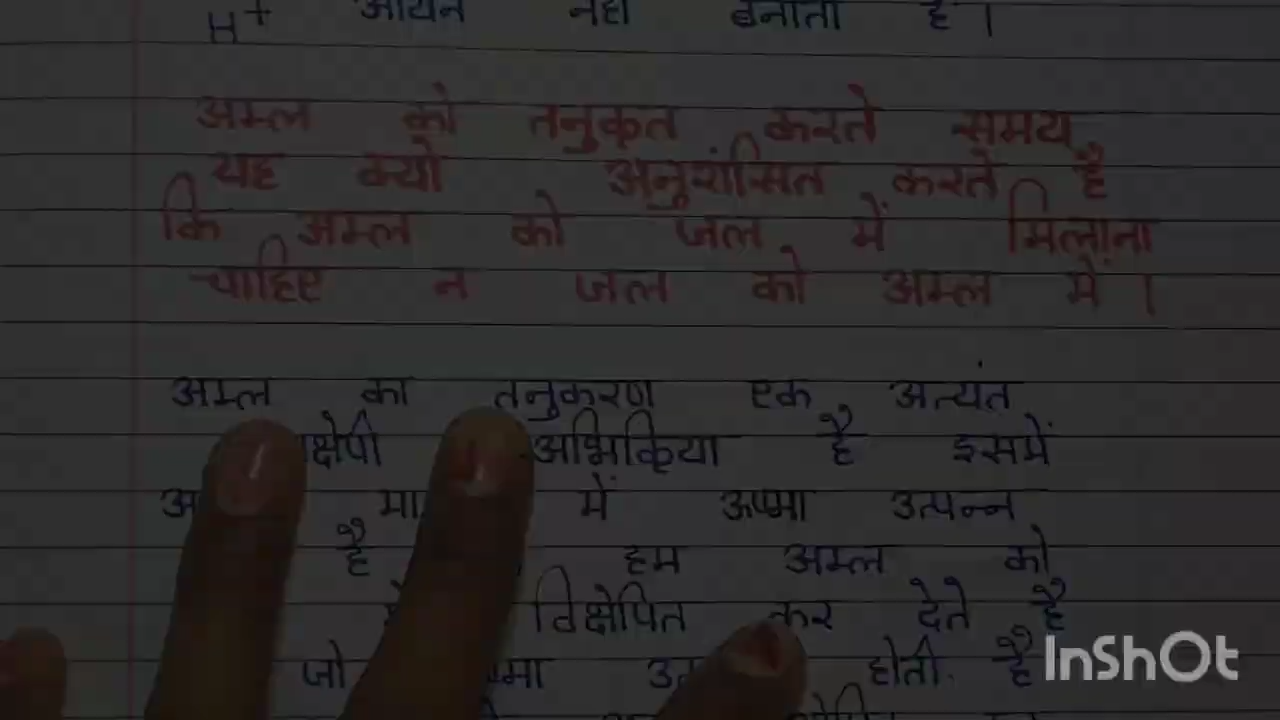 H⁺ आयन नहीं बनाता है।
अम्ल को तनुकृत करते समय
यह क्यो अनुशंसित करते है
कि अम्ल को जल में मिलाना
चाहिए न जल को अम्ल में।
अम्ल का तनुकरण एक अत्यंत
क्षेपी अभिक्रिया है इसमें
में ऊष्मा उत्पन्न
है हम अम्ल को
विक्षेपित कर देते है
जो होती है
InShOt